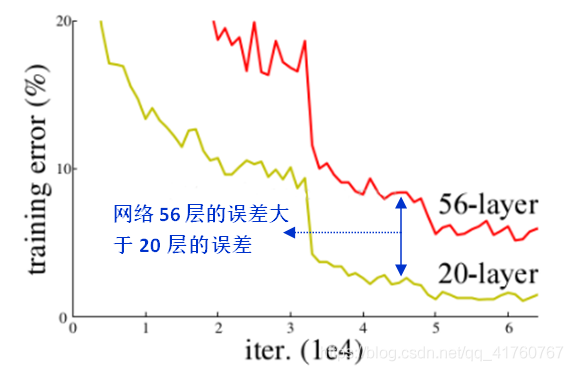 20
training error (%)
10
56-layer
网络 56 层的误差大
于 20 层的误差
20-layer
0
0 1 2 3 4 5 6
iter. (1e4)
https://blog.csdn.net/qq_41760767